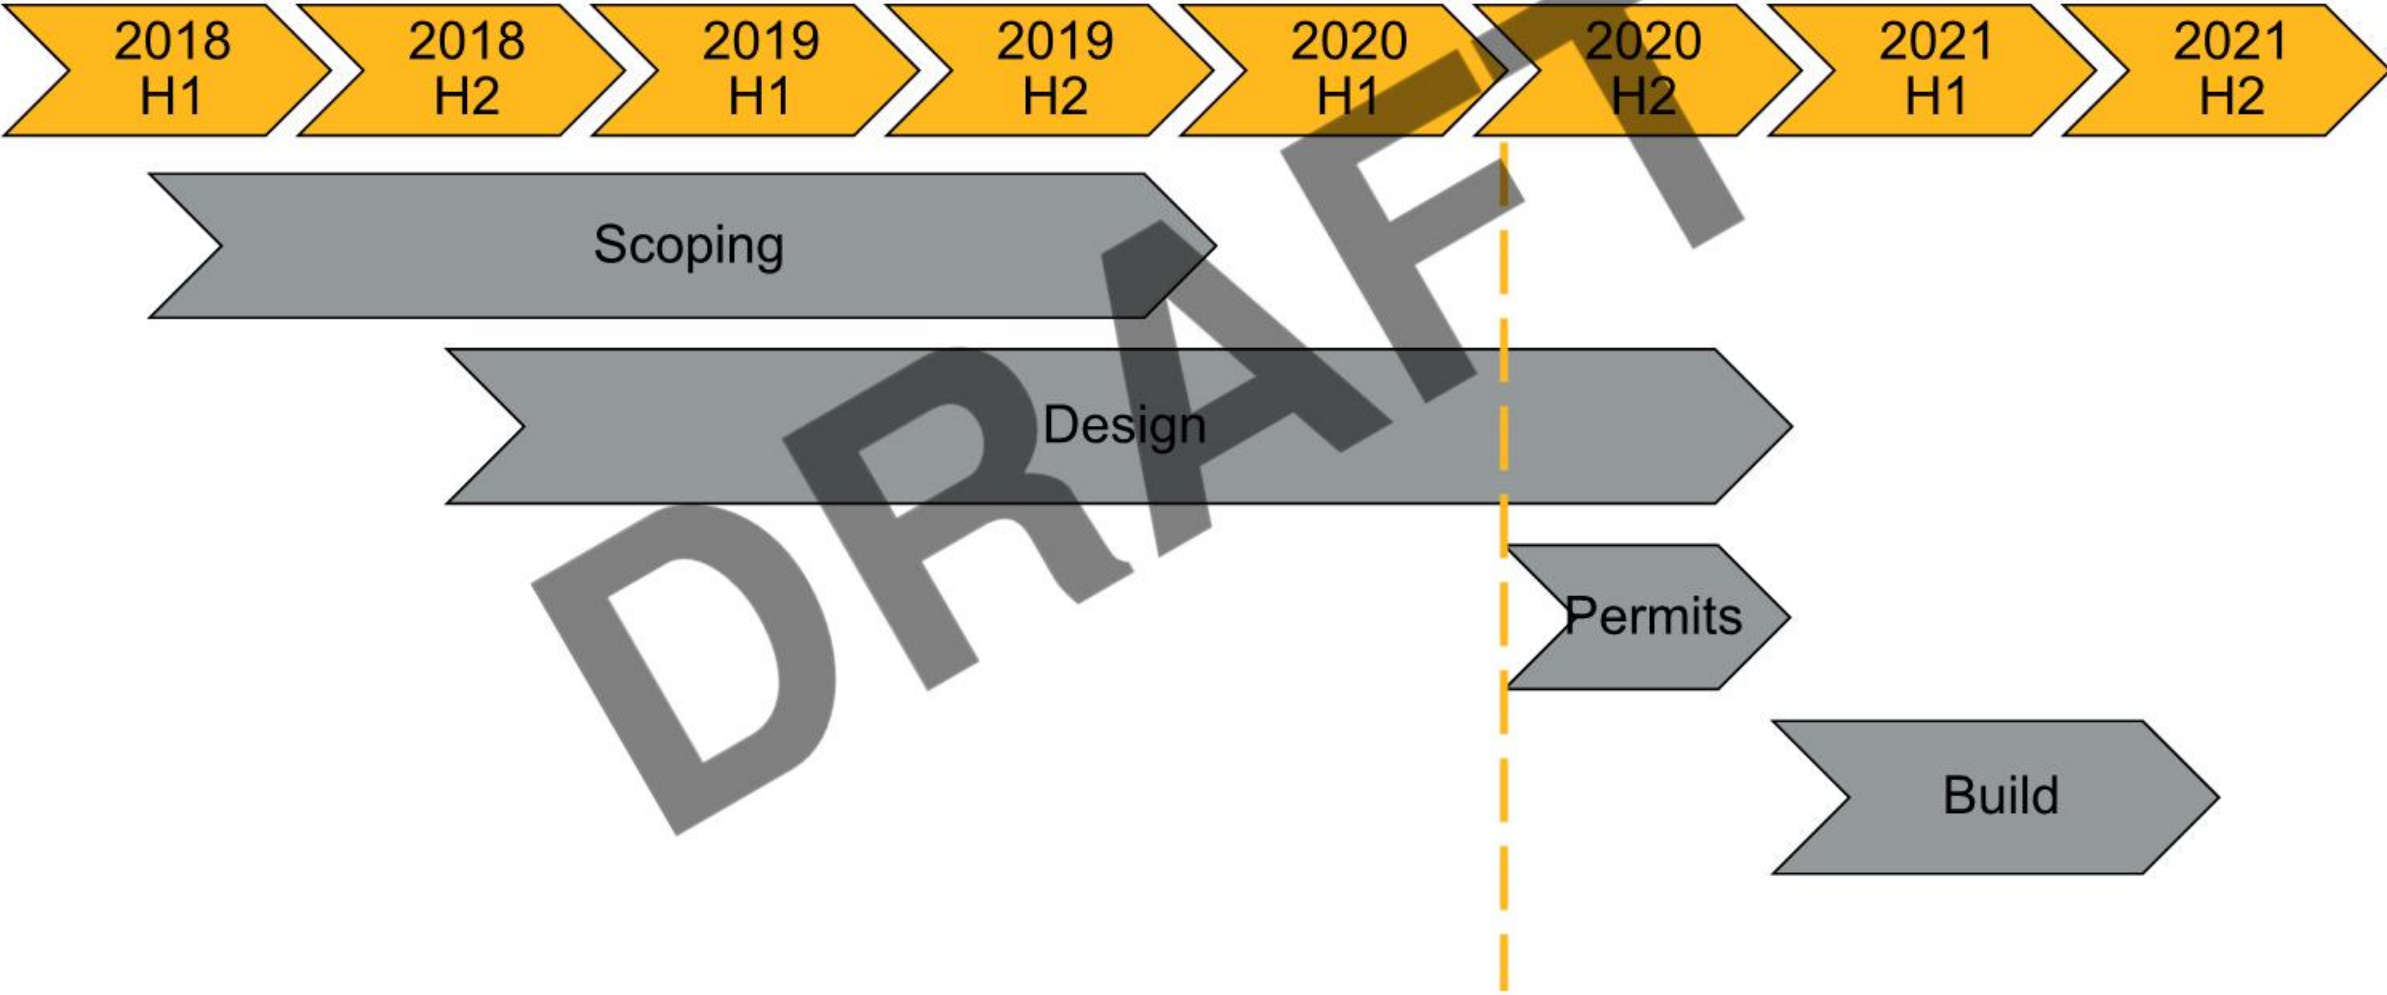 2018
H1
2018
H2
2019
H1
2019
H2
2020
H1
2020
H2
2021
H1
2021
H2
Scoping
Design
Permits
Build
DRAFT